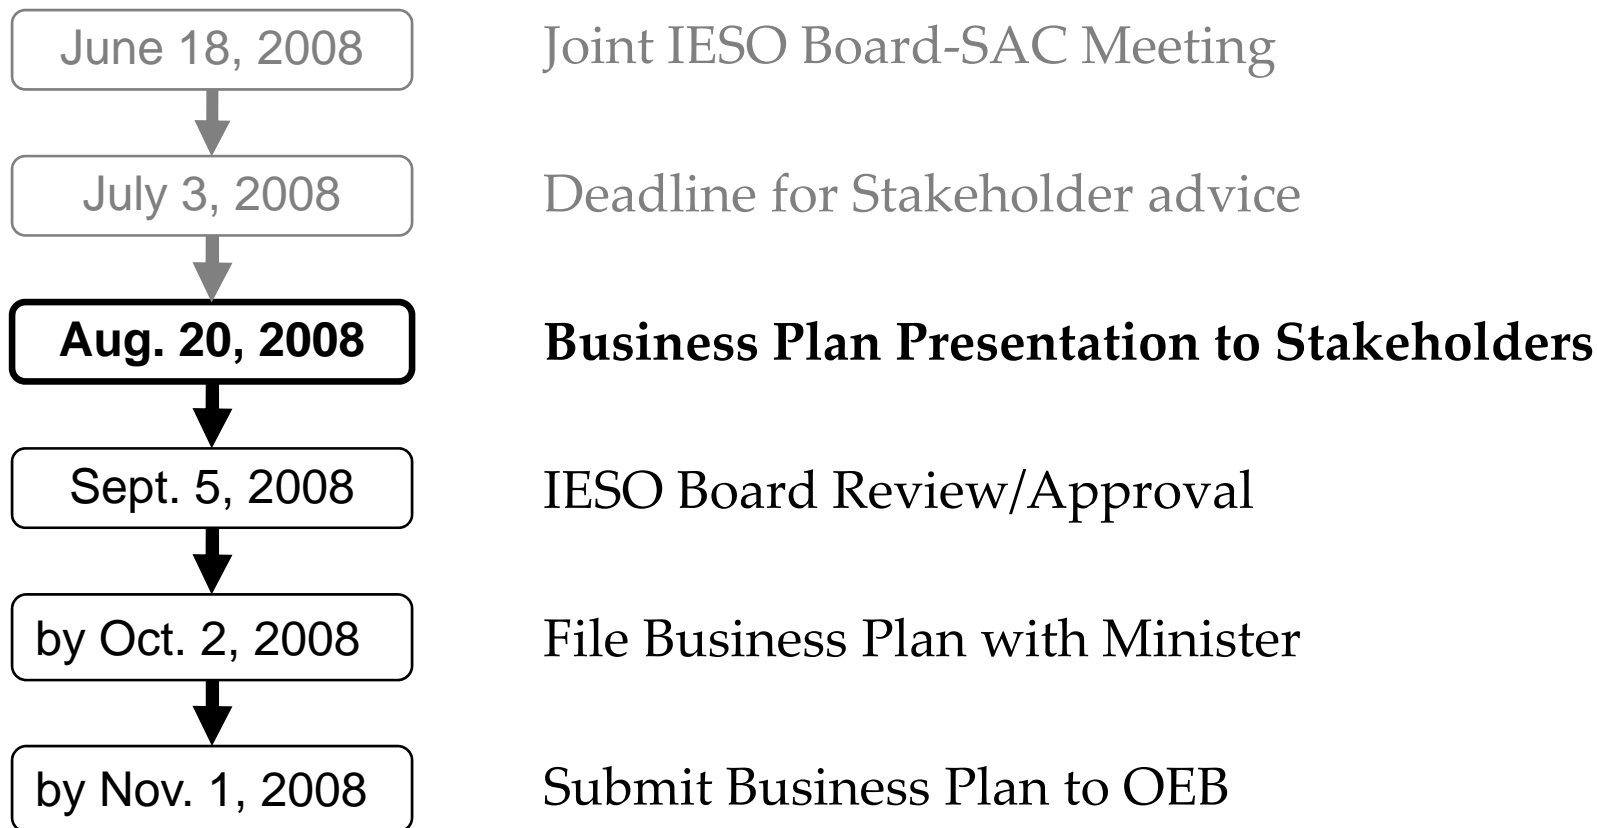 June 18, 2008 Joint IESO Board-SAC Meeting
July 3, 2008 Deadline for Stakeholder advice
Aug. 20, 2008 Business Plan Presentation to Stakeholders
Sept. 5, 2008 IESO Board Review/Approval
by Oct. 2, 2008 File Business Plan with Minister
by Nov. 1, 2008 Submit Business Plan to OEB